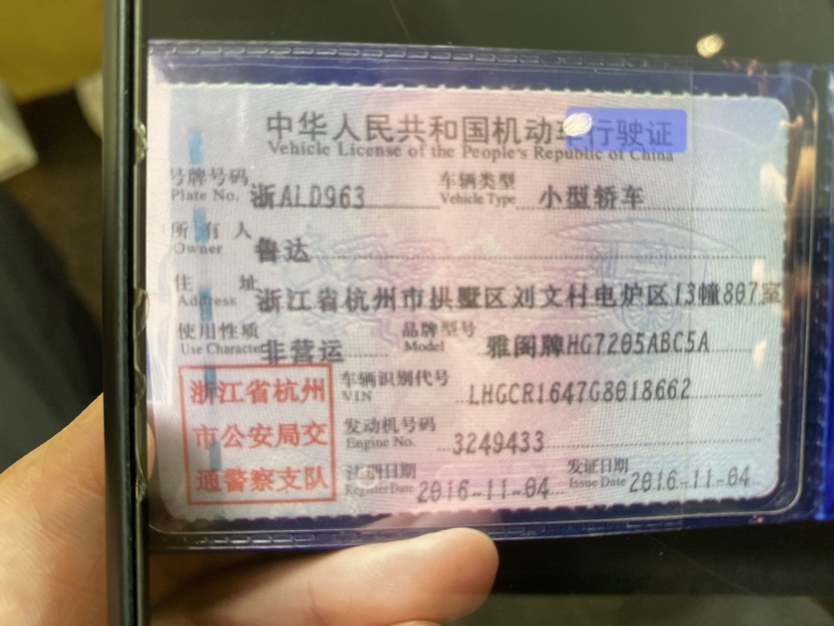 中华人民共和国机动车行驶证
Vehicle License of the People's Republic of China
号牌号码 浙ALD963 车辆类型 小型轿车
Plate No. Vehicle Type
所有人 鲁达
Owner
住址 浙江省杭州市拱墅区刘文村电炉区13幢807室
Address
使用性质 非营运 品牌型号 雅阁牌HG7205ABC5A
Use Character Model
浙江省杭州
市公安局交
通警察支队
车辆识别代号 LHGCR1647G8018662
VIN
发动机号码 3249433
Engine No.
注册日期 2016-11-04 发证日期 2016-11-04
Register Date Issue Date